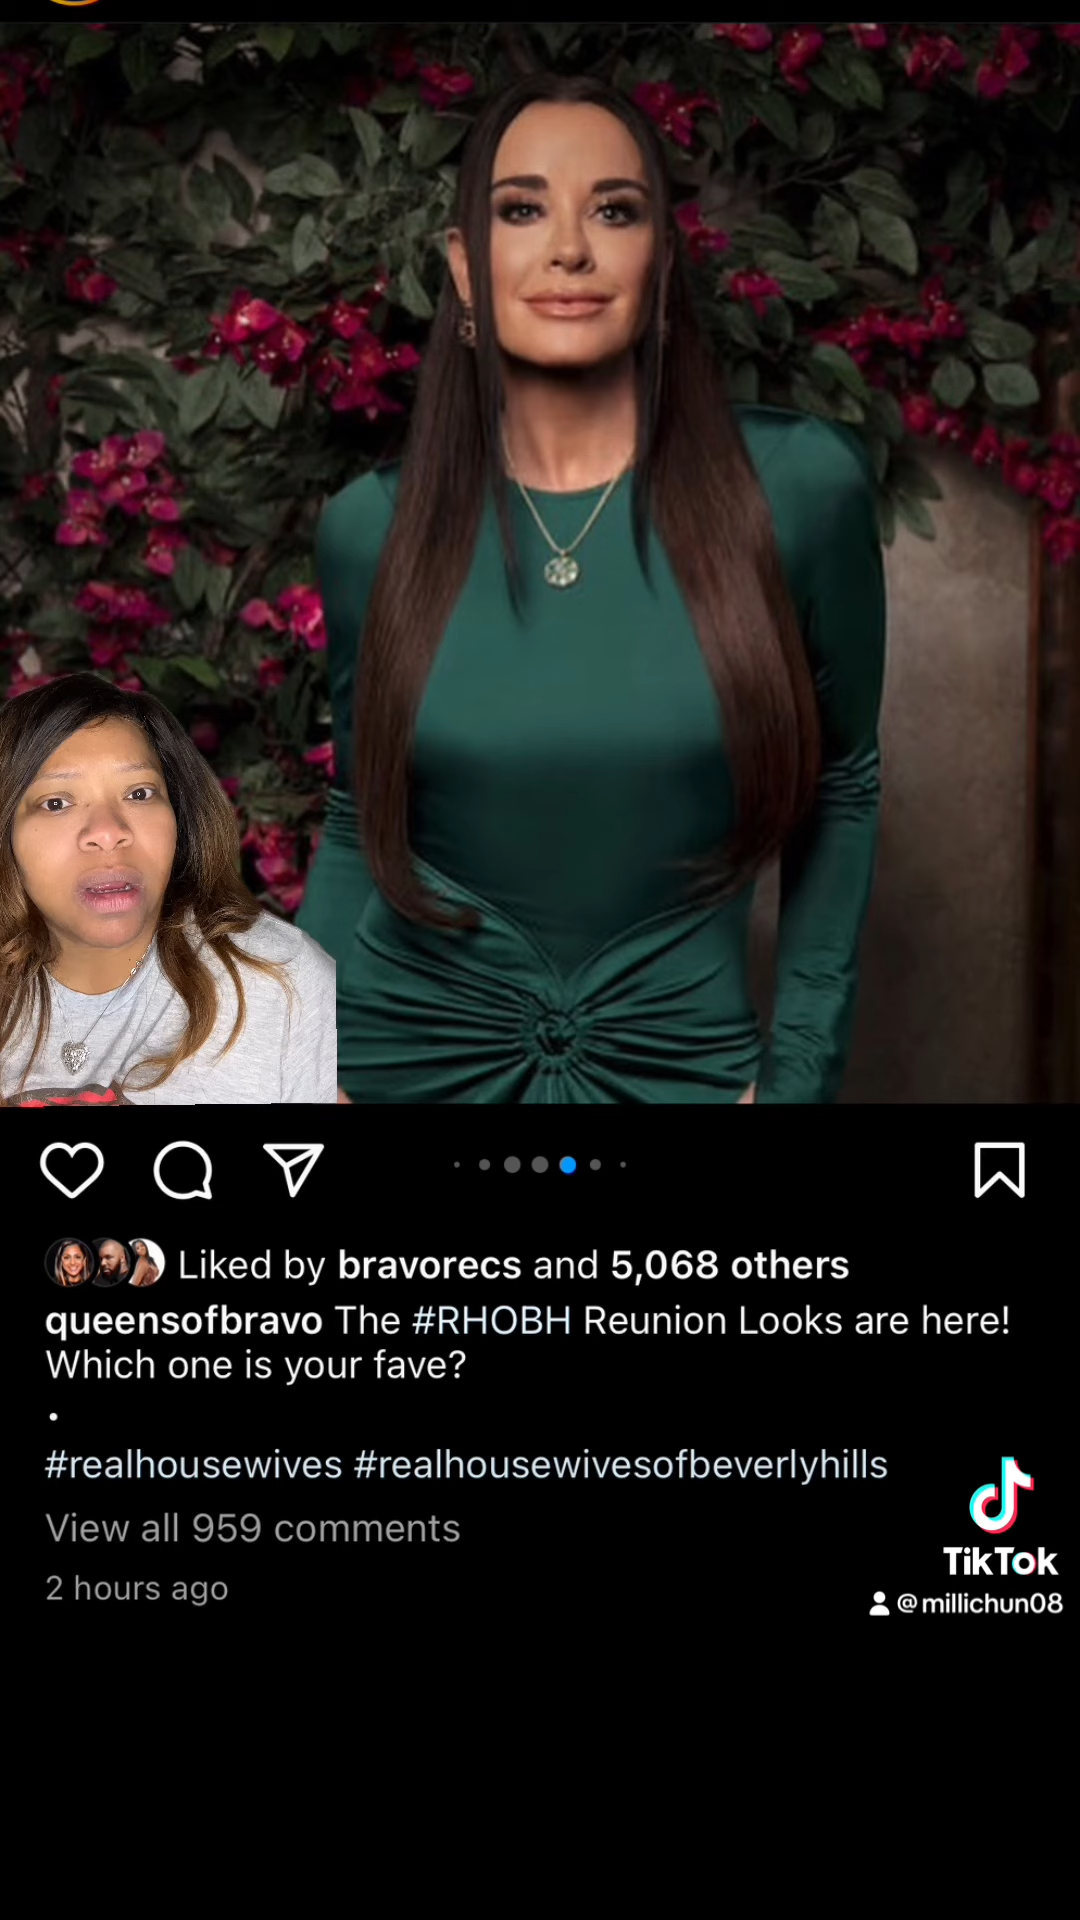 Liked by bravorecs and 5,068 others
queensofbravo The #RHOBH Reunion Looks are here!
Which one is your fave?
.
#realhousewives #realhousewivesofbeverlyhills
View all 959 comments
2 hours ago
TikTok
@millichun08